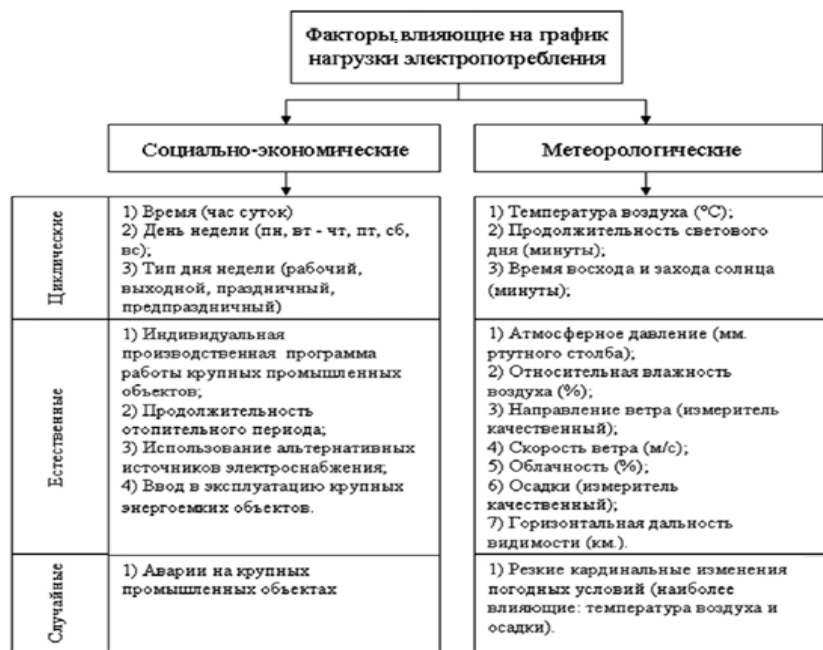 Факторы, влияющие на график
нагрузки электропотребления
Социально-экономические
Метеорологические
Циклические
1) Время (час суток)
2) День недели (пн, вт - чт, пт, сб,
вс);
3) Тип дня недели (рабочий,
выходной, праздничный,
предпраздничный)
1) Температура воздуха (°С);
2) Продолжительность светового
дня (минуты);
3) Время восхода и захода солнца
(минуты);
Естественные
1) Индивидуальная
производственная программа
работы крупных промышленных
объектов;
2) Продолжительность
отопительного периода;
3) Использование альтернативных
источников электроснабжения;
4) Ввод в эксплуатацию крупных
энергоемких объектов.
1) Атмосферное давление (мм.
ртутного столба);
2) Относительная влажность
воздуха (%);
3) Направление ветра (измеритель
качественный);
4) Скорость ветра (м/с);
5) Облачность (%);
6) Осадки (измеритель
качественный);
7) Горизонтальная дальность
видимости (км.).
Случайные
1) Аварии на крупных
промышленных объектах
1) Резкие кардинальные изменения
погодных условий (наиболее
влияющие: температура воздуха и
осадки).